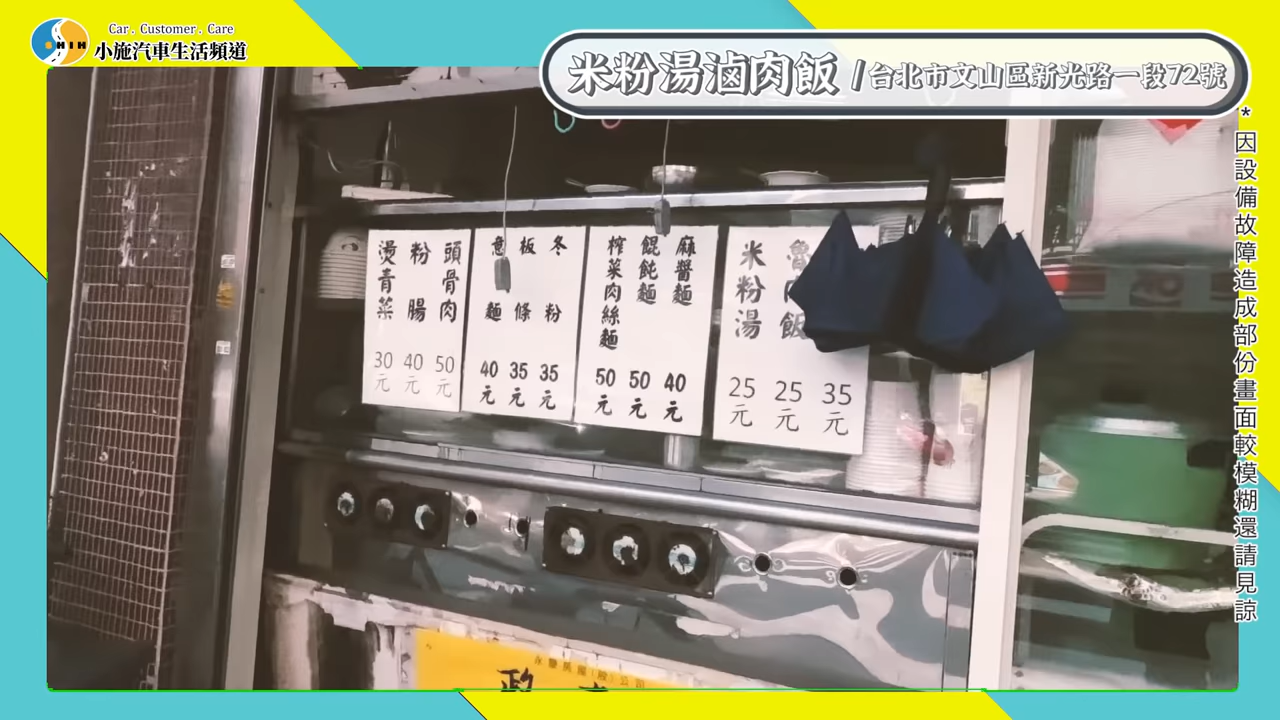 Car . Customer . Care
SHIH
小施汽車生活頻道
米粉湯滷肉飯 /台北市文山區新光路一段72號
*因設備故障造成部份畫面較模糊還請見諒
燙青菜 30元
粉腸 40元
頭骨肉 50元
意麵 40元
板條 35元
冬粉 35元
榨菜肉絲麵 50元
餛飩麵 50元
麻醬麵 40元
米粉湯 25元
魯肉飯 25元
35元